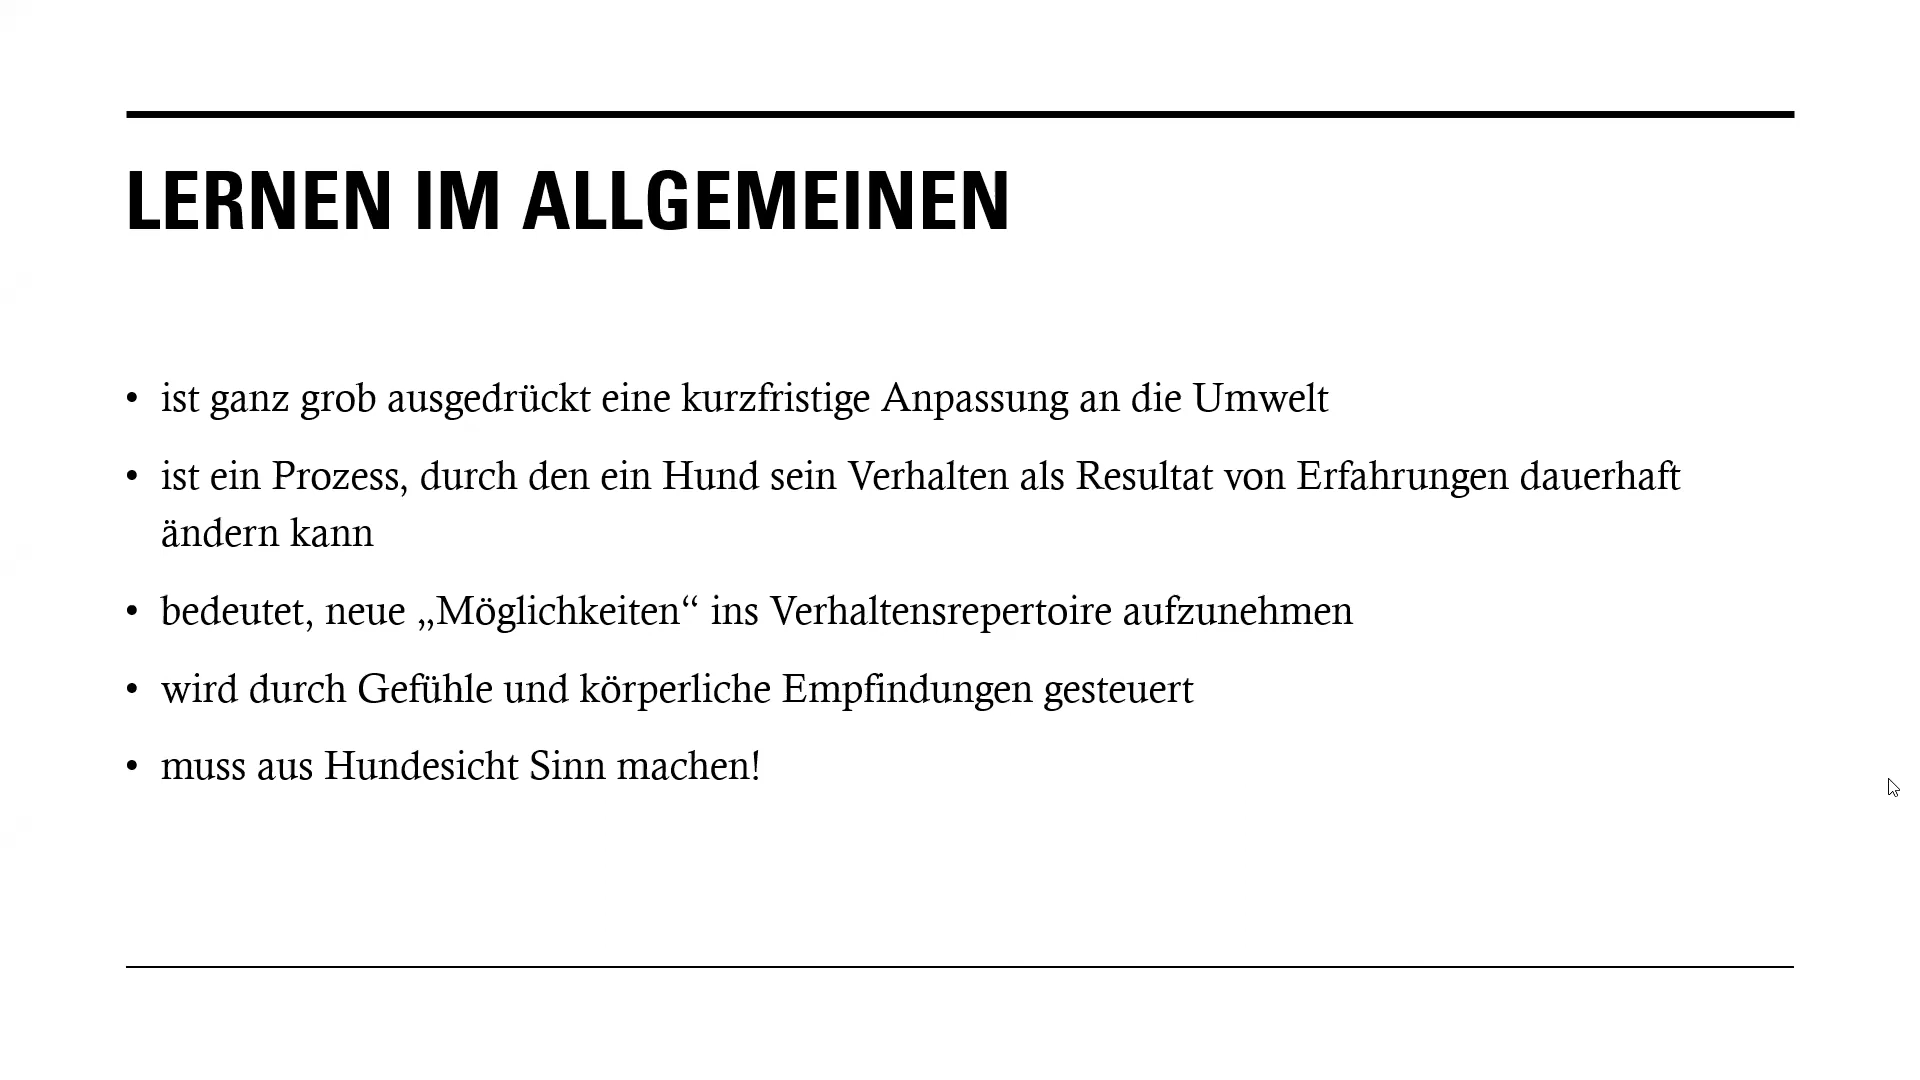 LERNEN IM ALLGEMEINEN
• ist ganz grob ausgedrückt eine kurzfristige Anpassung an die Umwelt
• ist ein Prozess, durch den ein Hund sein Verhalten als Resultat von Erfahrungen dauerhaft
ändern kann
• bedeutet, neue „Möglichkeiten“ ins Verhaltensrepertoire aufzunehmen
• wird durch Gefühle und körperliche Empfindungen gesteuert
• muss aus Hundesicht Sinn machen!